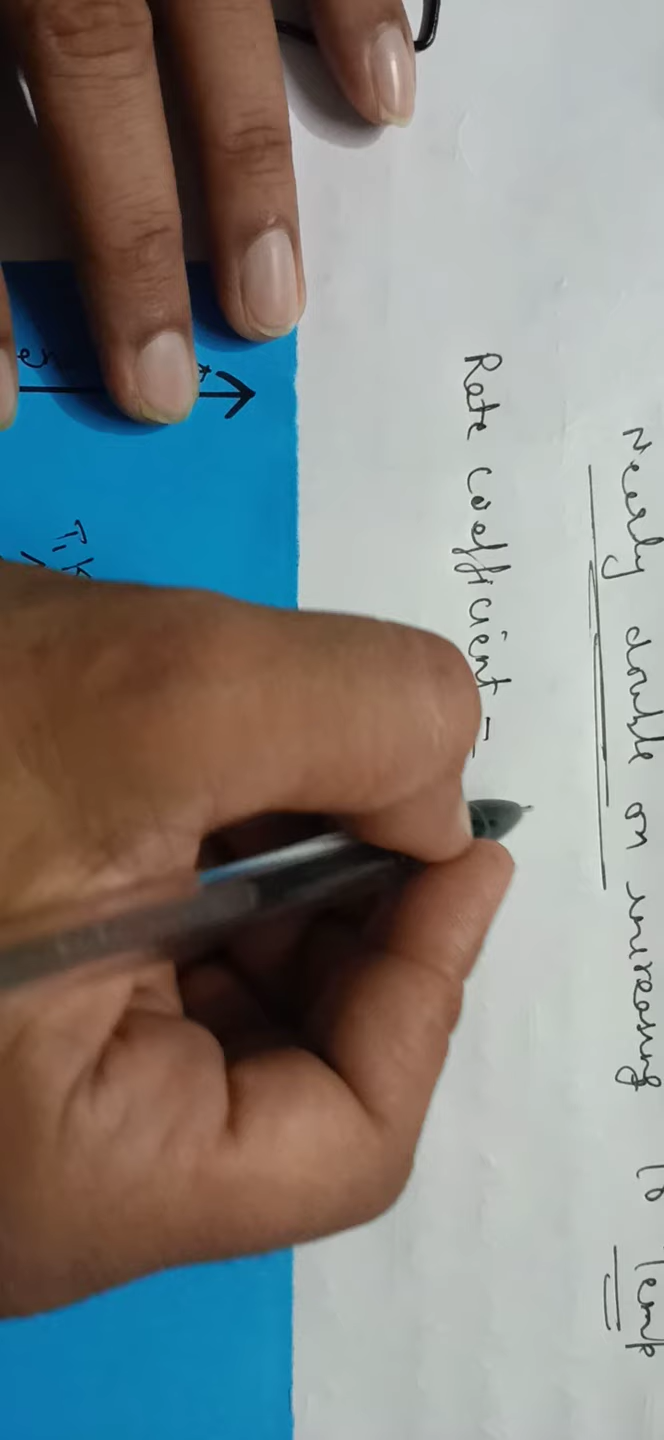 Nearly double on increasing 10 Temp
Rate coefficient =
T, k